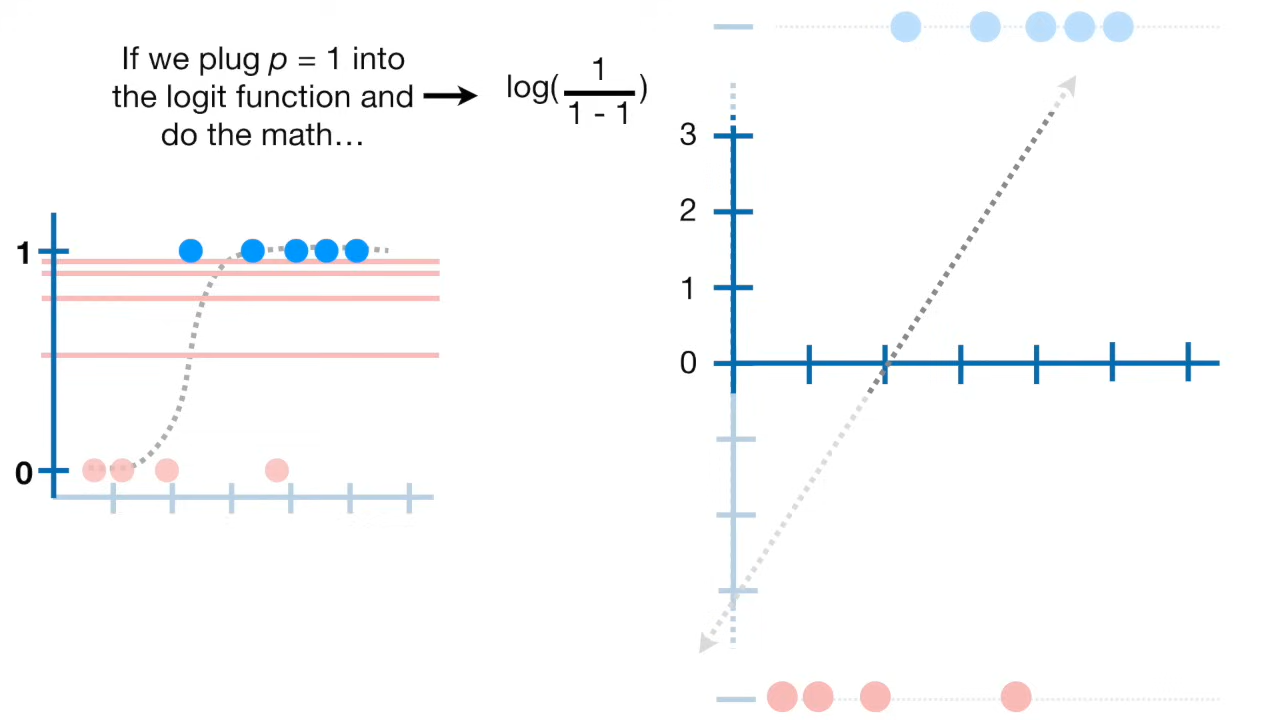 If we plug p = 1 into
the logit function and
do the math...
log(1/(1 - 1))
1
0
3
2
1
0